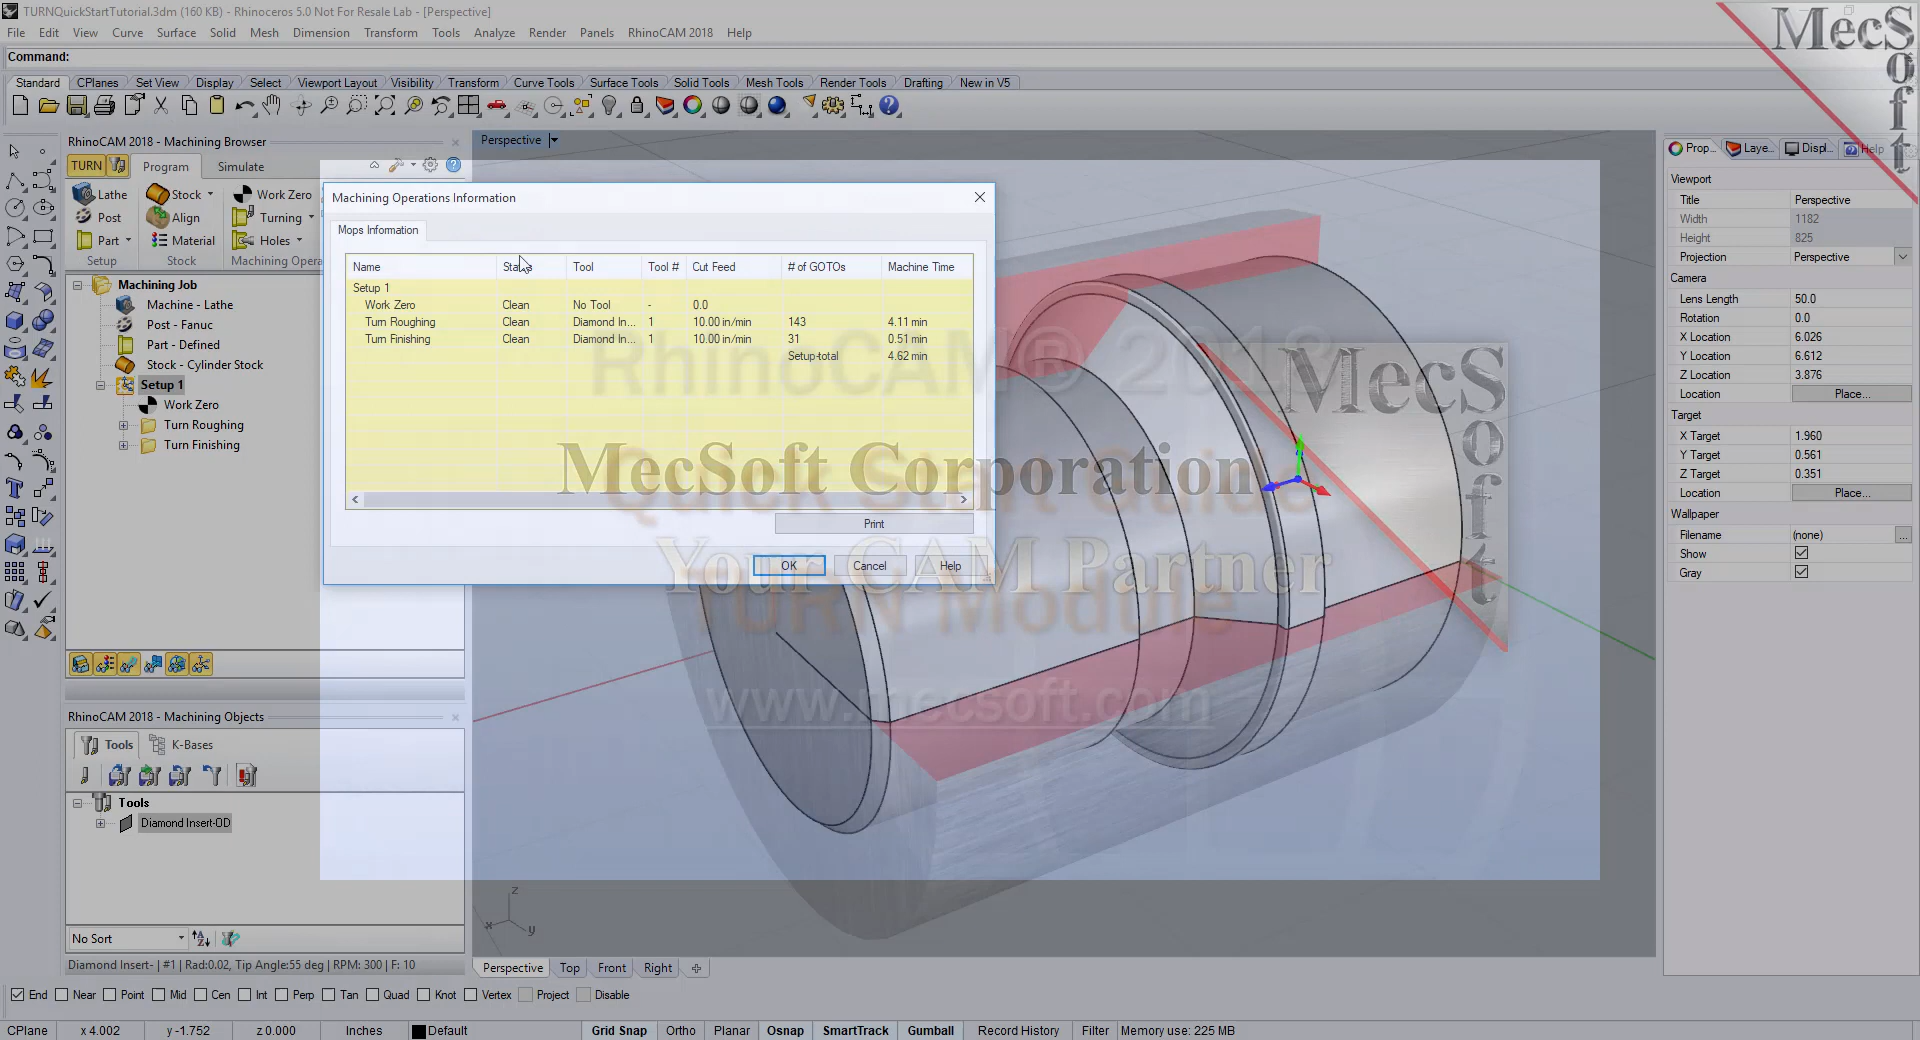 TURNQuickStartTutorial.3dm (160 KB) - Rhinoceros 5.0 Not For Resale Lab - [Perspective]
File Edit View Curve Surface Solid Mesh Dimension Transform Tools Analyze Render Panels RhinoCAM 2018 Help
Command:
Standard CPlanes Set View Display Select Viewport Layout Visibility Transform Curve Tools Surface Tools Solid Tools Mesh Tools Render Tools Drafting New in V5
RhinoCAM 2018 - Machining Browser
TURN Program Simulate
Lathe Stock Work Zero
Post Align Turning
Part Material Holes
Setup Stock Machining Opera
Machining Job
Machine - Lathe
Post - Fanuc
Part - Defined
Stock - Cylinder Stock
Setup 1
Work Zero
Turn Roughing
Turn Finishing
RhinoCAM 2018 - Machining Objects
Tools K-Bases
Tools
Diamond Insert-OD
No Sort
Diamond Insert- | #1 | Rad:0.02, Tip Angle:55 deg | RPM: 300 | F: 10
Perspective
Machining Operations Information
Mops Information
Name Tool Tool # Cut Feed # of GOTOs Machine Time
Setup 1
Work Zero Clean No Tool - 0.0
Turn Roughing Clean Diamond In... 1 10.00 in/min 143 4.11 min
Turn Finishing Clean Diamond In... 1 10.00 in/min 31 0.51 min
Setup-total 4.62 min
Print
OK Cancel Help
RhinoCAM® 2018
MecSoft Corporation
Quick Start Guide
Your CAM Partner
TURN Module
www.mecsoft.com
MecSoft
MecSoft
z
x
y
Perspective Top Front Right
Prop... Laye... Displ... Help
Viewport
Title Perspective
Width 1182
Height 825
Projection Perspective
Camera
Lens Length 50.0
Rotation 0.0
X Location 6.026
Y Location 6.612
Z Location 3.876
Location Place...
Target
X Target 1.960
Y Target 0.561
Z Target 0.351
Location Place...
Wallpaper
Filename (none) ...
Show
Gray
End Near Point Mid Cen Int Perp Tan Quad Knot Vertex Project Disable
CPlane x 4.002 y -1.752 z 0.000 Inches Default Grid Snap Ortho Planar Osnap SmartTrack Gumball Record History Filter Memory use: 225 MB